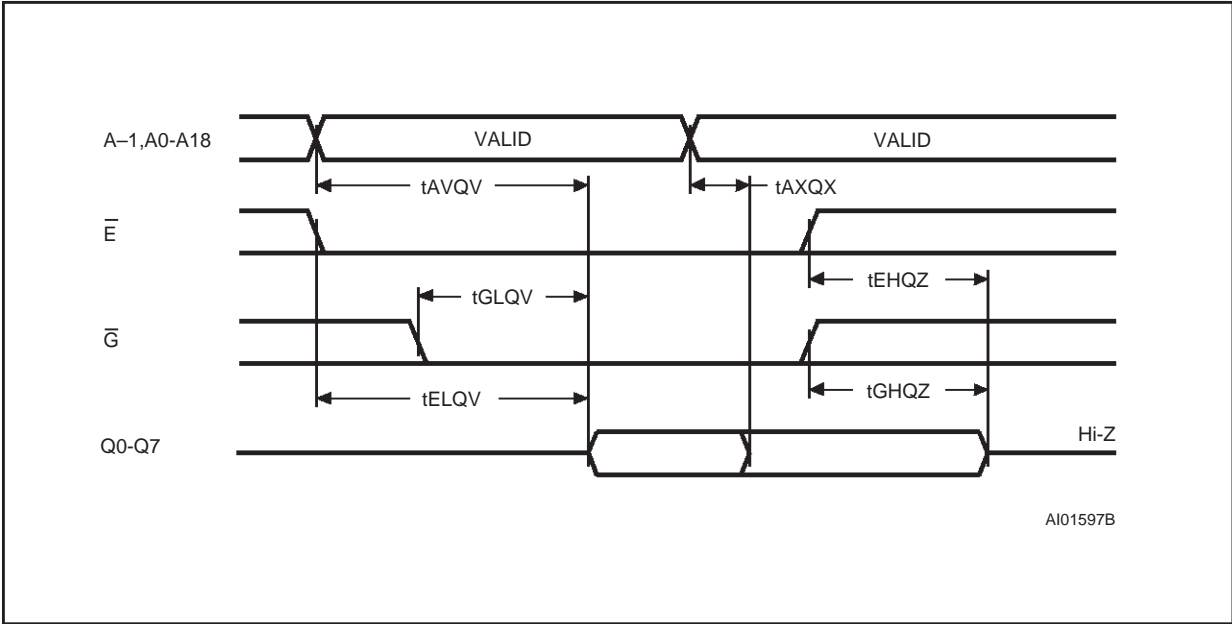 A–1,A0-A18
VALID
VALID
tAVQV
tAXQX
E̅
tEHQZ
tGLQV
G̅
tGHQZ
tELQV
Q0-Q7
Hi-Z
AI01597B